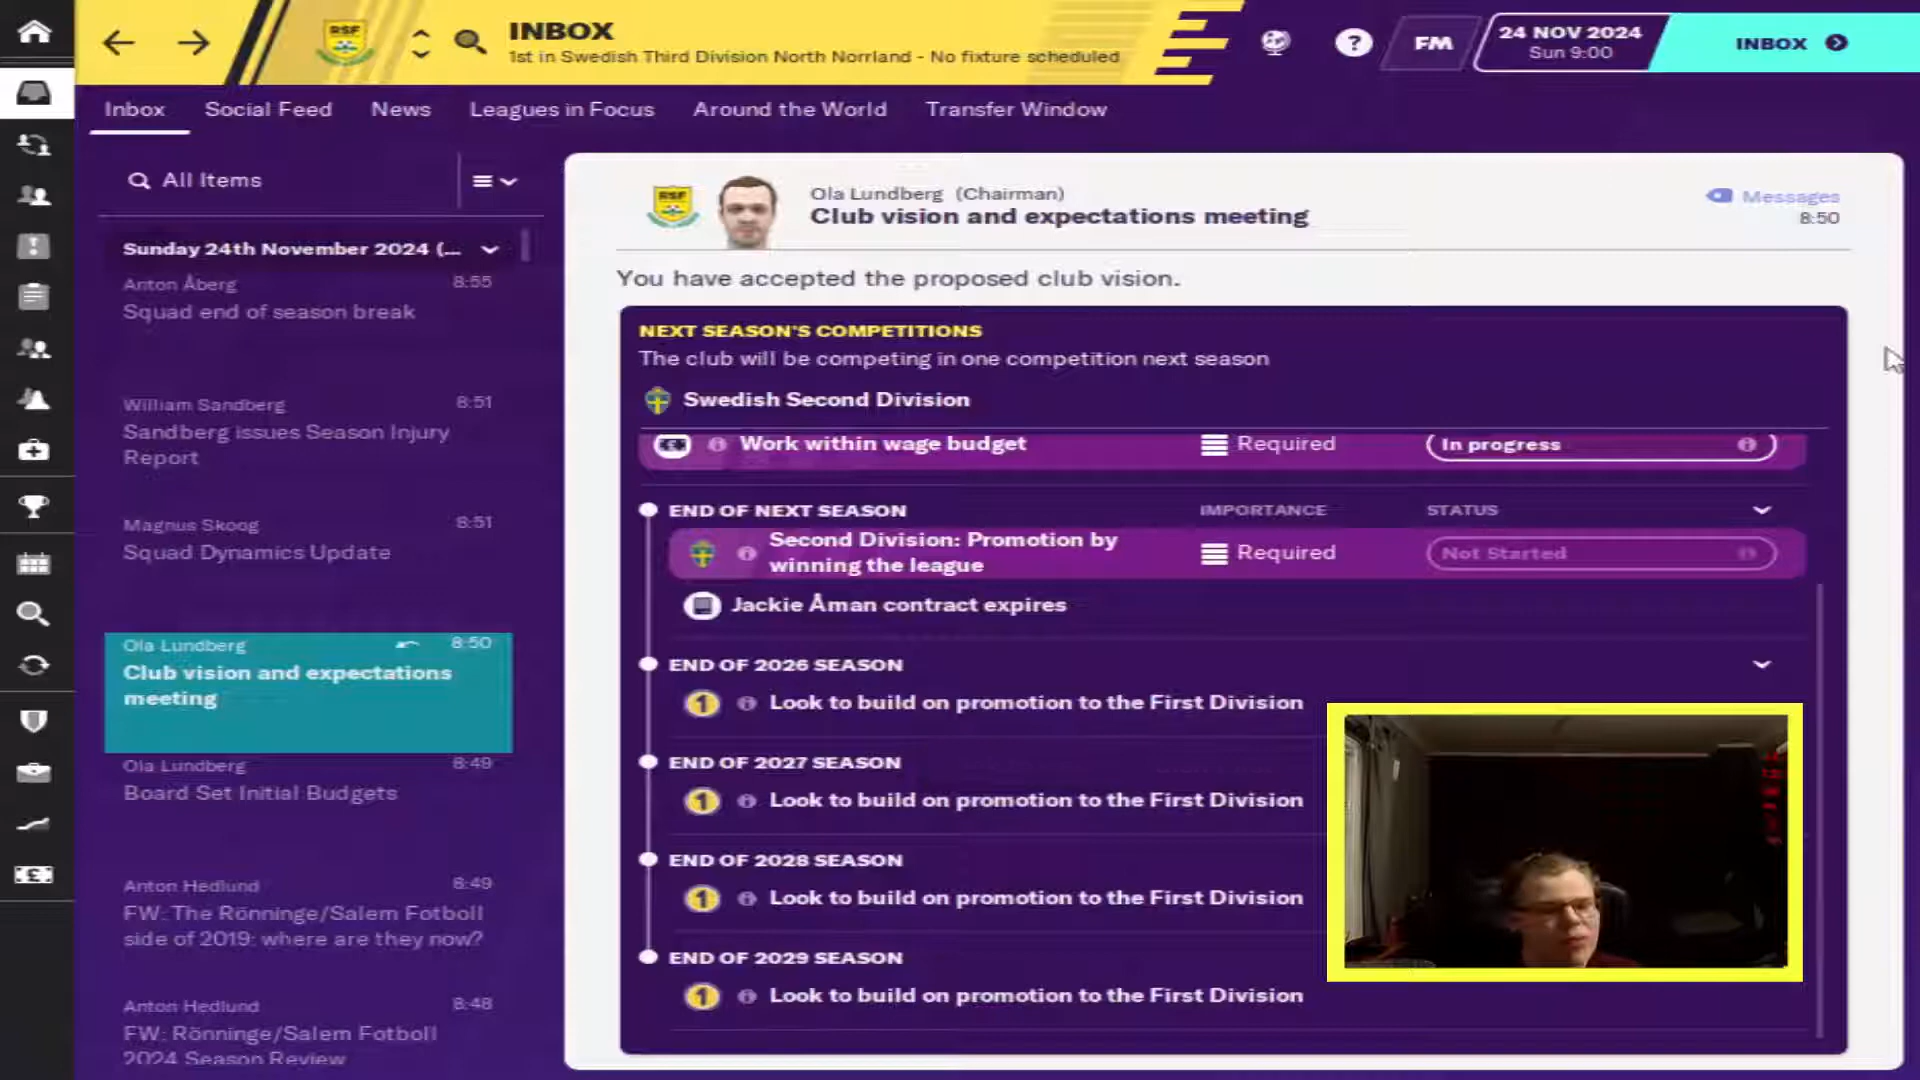 RSF
INBOX
1st in Swedish Third Division North Norrland - No fixture scheduled
?
FM
24 NOV 2024
Sun 9:00
INBOX
Inbox
Social Feed
News
Leagues in Focus
Around the World
Transfer Window
All Items
Sunday 24th November 2024 (...
Anton Åberg
8:55
Squad end of season break
William Sandberg
8:51
Sandberg issues Season Injury
Report
Magnus Skoog
8:51
Squad Dynamics Update
Ola Lundberg
8:50
Club vision and expectations
meeting
Ola Lundberg
8:49
Board Set Initial Budgets
Anton Hedlund
8:49
FW: The Rönninge/Salem Fotboll
side of 2019: where are they now?
Anton Hedlund
8:48
FW: Rönninge/Salem Fotboll
2024 Season Review
RSF
Ola Lundberg (Chairman)
Club vision and expectations meeting
Messages
8:50
You have accepted the proposed club vision.
NEXT SEASON'S COMPETITIONS
The club will be competing in one competition next season
Swedish Second Division
Work within wage budget
Required
In progress
END OF NEXT SEASON
IMPORTANCE
STATUS
Second Division: Promotion by
winning the league
Required
Not Started
Jackie Åman contract expires
END OF 2026 SEASON
1 Look to build on promotion to the First Division
END OF 2027 SEASON
1 Look to build on promotion to the First Division
END OF 2028 SEASON
1 Look to build on promotion to the First Division
END OF 2029 SEASON
1 Look to build on promotion to the First Division